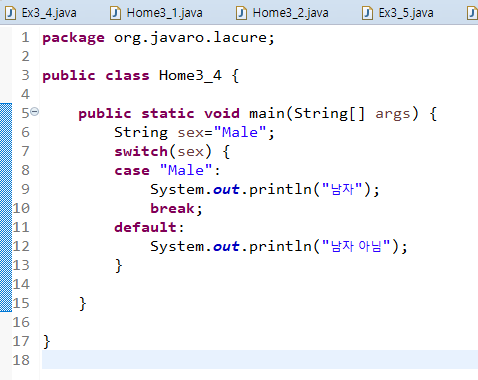 Ex3_4.java Home3_1.java Home3_2.java Ex3_5.java
1 package org.javaro.lacure;
2
3 public class Home3_4 {
4
5 public static void main(String[] args) {
6 String sex="Male";
7 switch(sex) {
8 case "Male":
9 System.out.println("남자");
10 break;
11 default:
12 System.out.println("남자 아님");
13 }
14
15 }
16
17 }
18